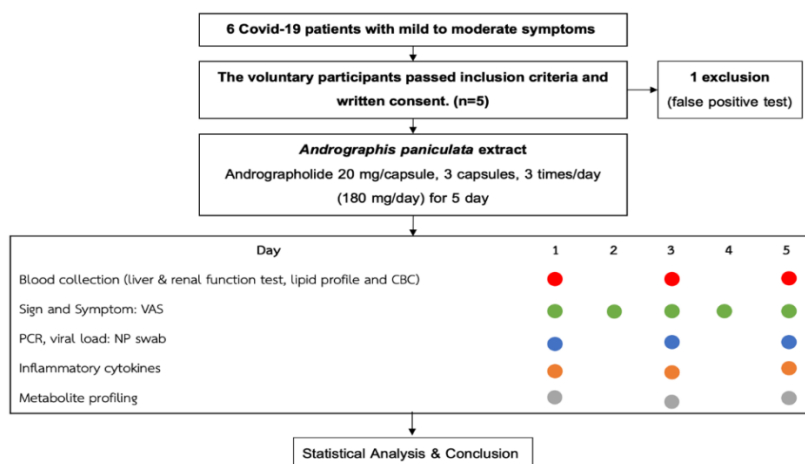 6 Covid-19 patients with mild to moderate symptoms
The voluntary participants passed inclusion criteria and
written consent. (n=5)
1 exclusion
(false positive test)
Andrographis paniculata extract
Andrographolide 20 mg/capsule, 3 capsules, 3 times/day
(180 mg/day) for 5 day
Day 1 2 3 4 5
Blood collection (liver & renal function test, lipid profile and CBC)
Sign and Symptom: VAS
PCR, viral load: NP swab
Inflammatory cytokines
Metabolite profiling
Statistical Analysis & Conclusion